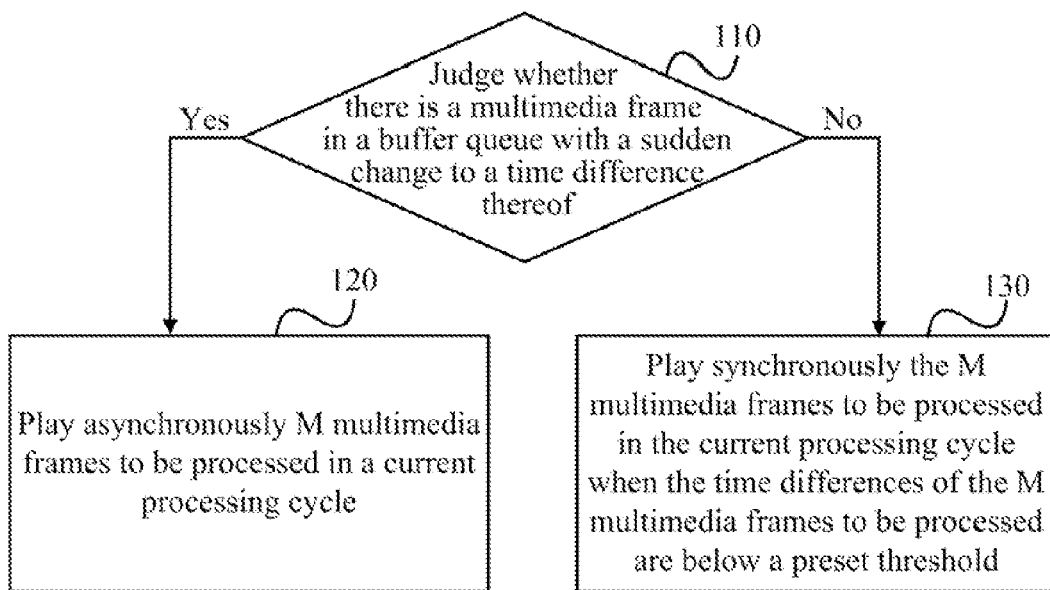 110
Judge whether
there is a multimedia frame
in a buffer queue with a sudden
change to a time difference
thereof
Yes
No
120
130
Play asynchronously M multimedia
frames to be processed in a current
processing cycle
Play synchronously the M
multimedia frames to be processed
in the current processing cycle
when the time differences of the M
multimedia frames to be processed
are below a preset threshold